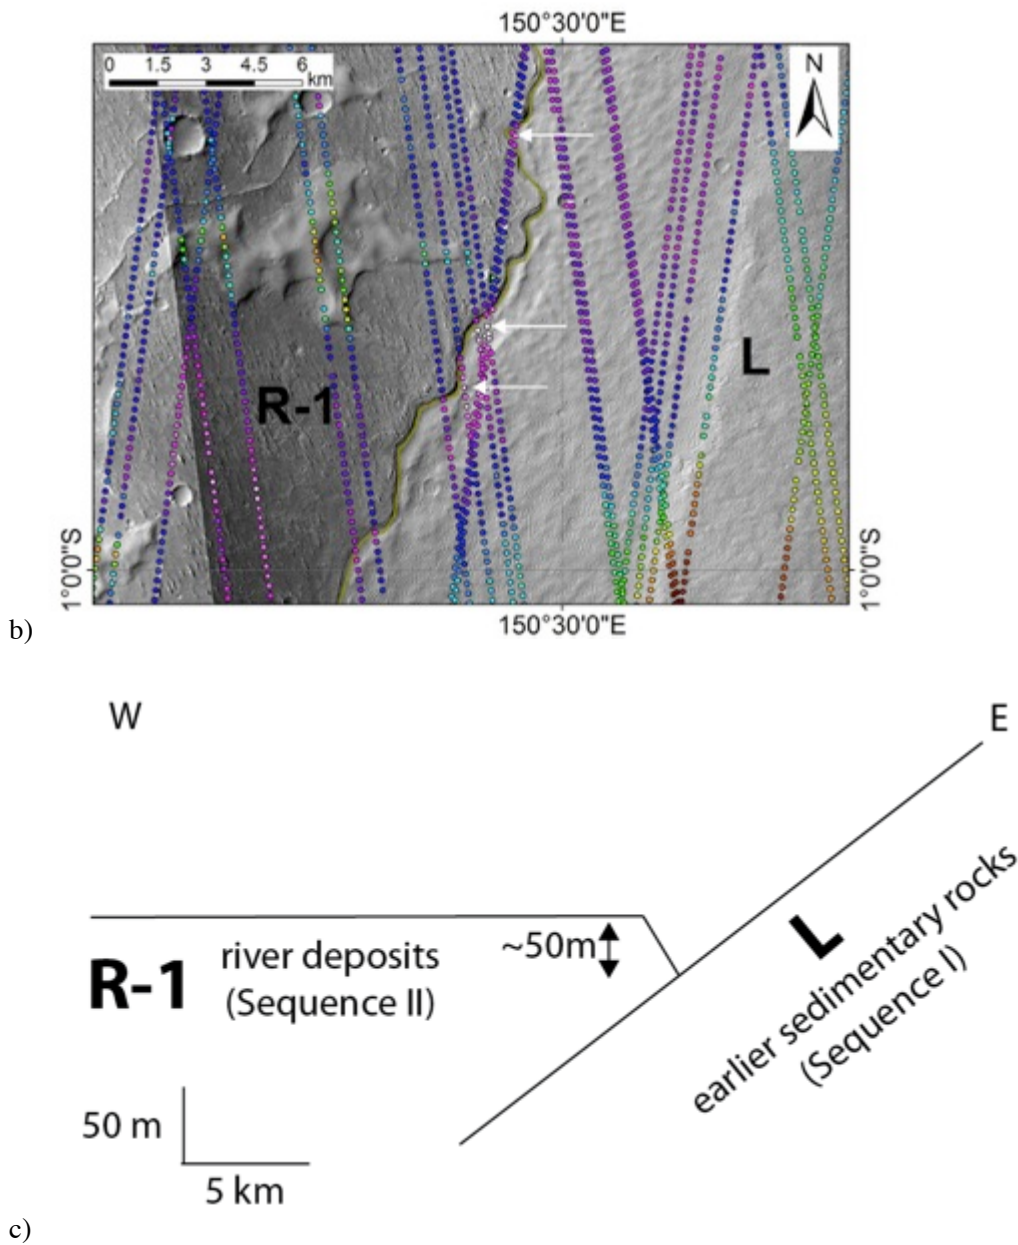 150°30'0"E
0 1.5 3 4.5 6
km
N
R-1
L
1°0'0"S
1°0'0"S
150°30'0"E
b)
W
E
R-1
river deposits
(Sequence II)
~50m
L
earlier sedimentary rocks
(Sequence I)
50 m
5 km
c)